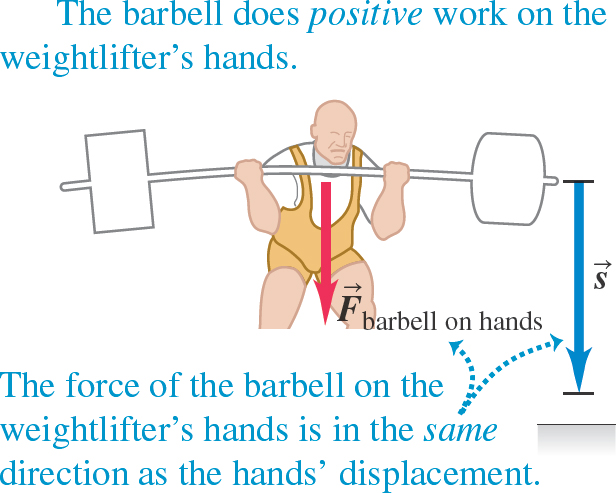 The barbell does positive work on the
weightlifter's hands.
s
F barbell on hands
The force of the barbell on the
weightlifter's hands is in the same
direction as the hands' displacement.